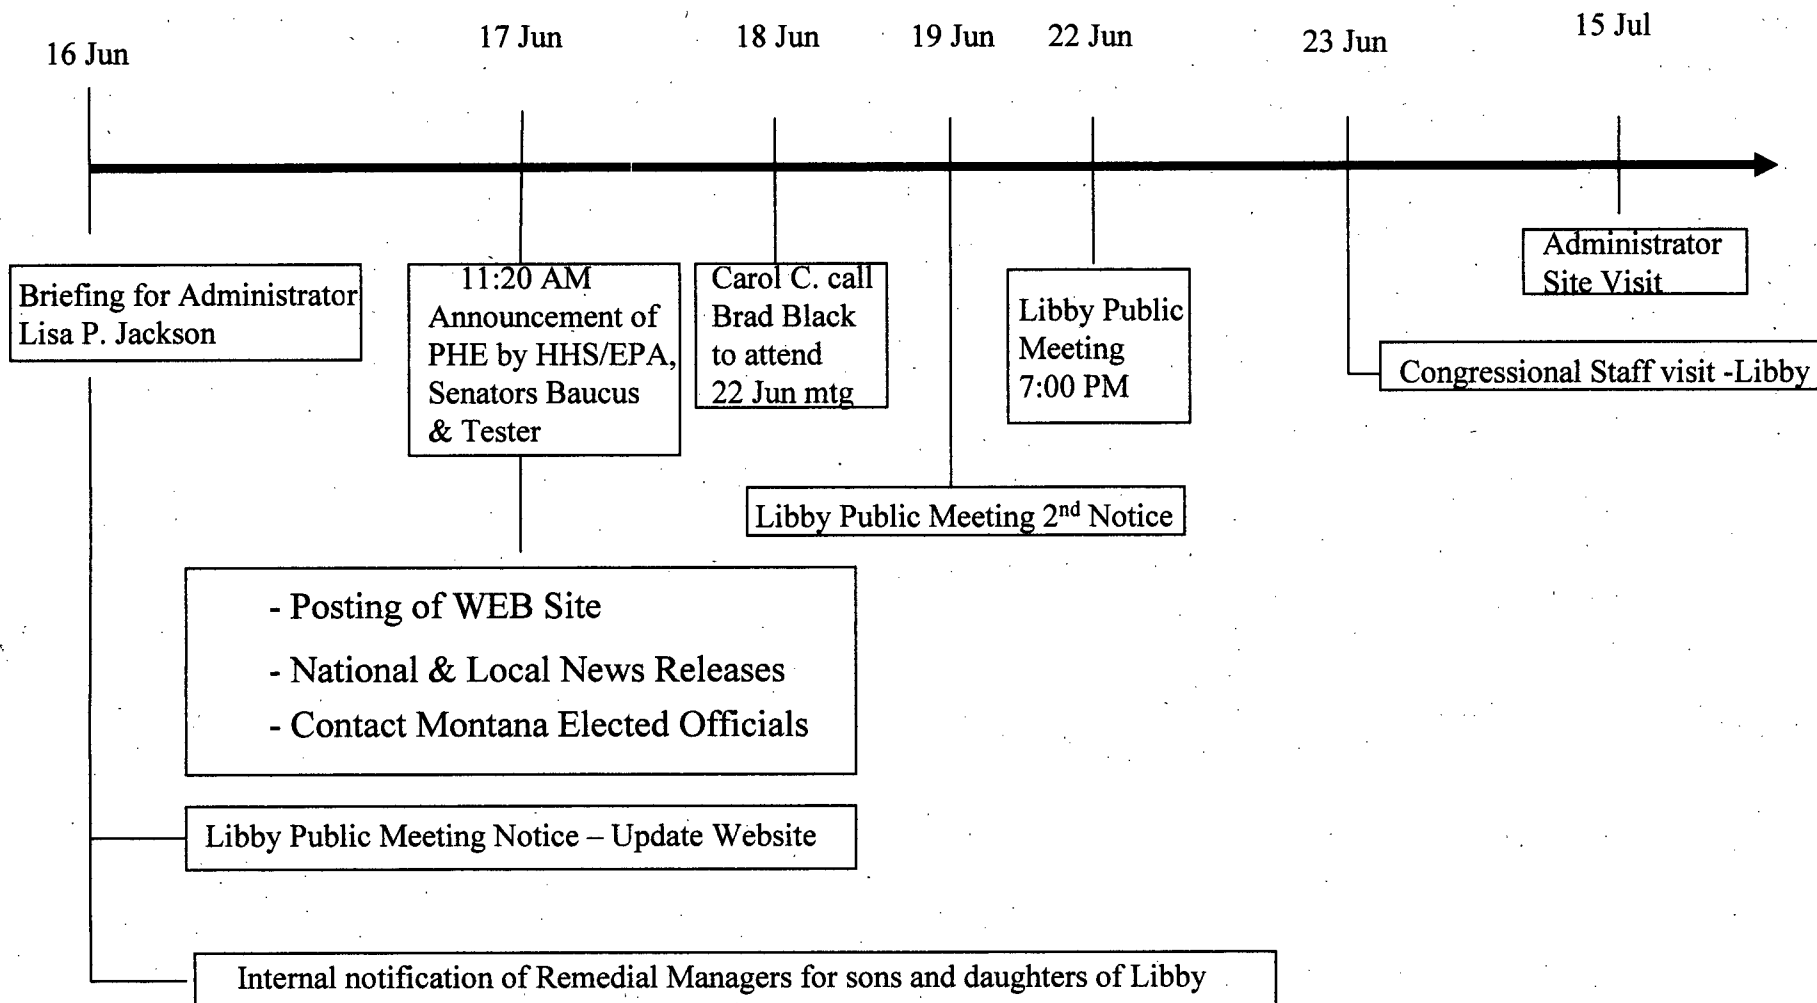 16 Jun
17 Jun
18 Jun
19 Jun
22 Jun
23 Jun
15 Jul
Briefing for Administrator
Lisa P. Jackson
11:20 AM
Announcement of
PHE by HHS/EPA,
Senators Baucus
& Tester
Carol C. call
Brad Black
to attend
22 Jun mtg
Libby Public
Meeting
7:00 PM
Administrator
Site Visit
Congressional Staff visit -Libby
Libby Public Meeting 2nd Notice
- Posting of WEB Site
- National & Local News Releases
- Contact Montana Elected Officials
Libby Public Meeting Notice – Update Website
Internal notification of Remedial Managers for sons and daughters of Libby